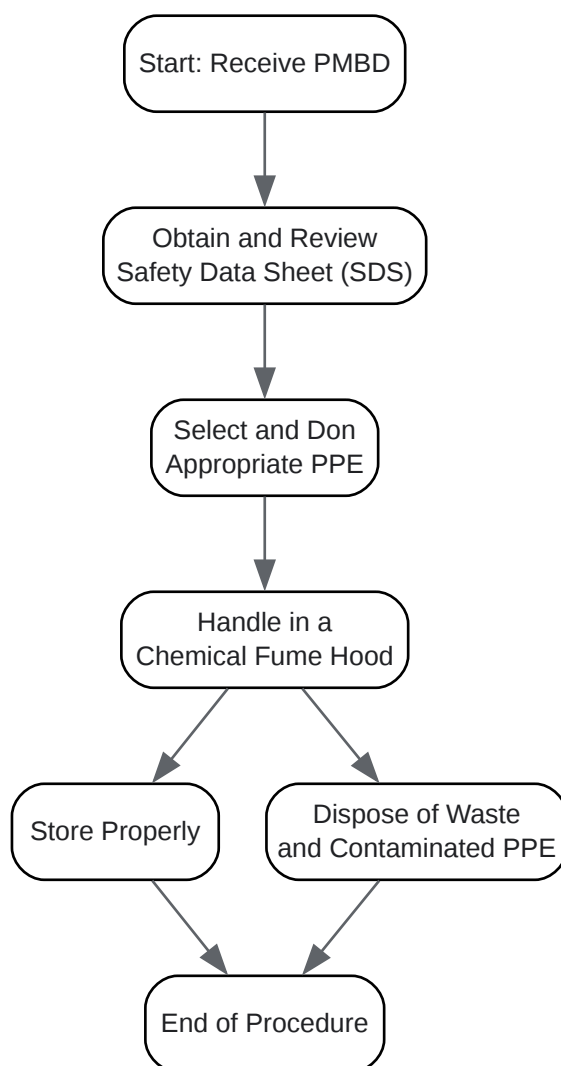 Start: Receive PMBD
Obtain and Review
Safety Data Sheet (SDS)
Select and Don
Appropriate PPE
Handle in a
Chemical Fume Hood
Store Properly
Dispose of Waste
and Contaminated PPE
End of Procedure